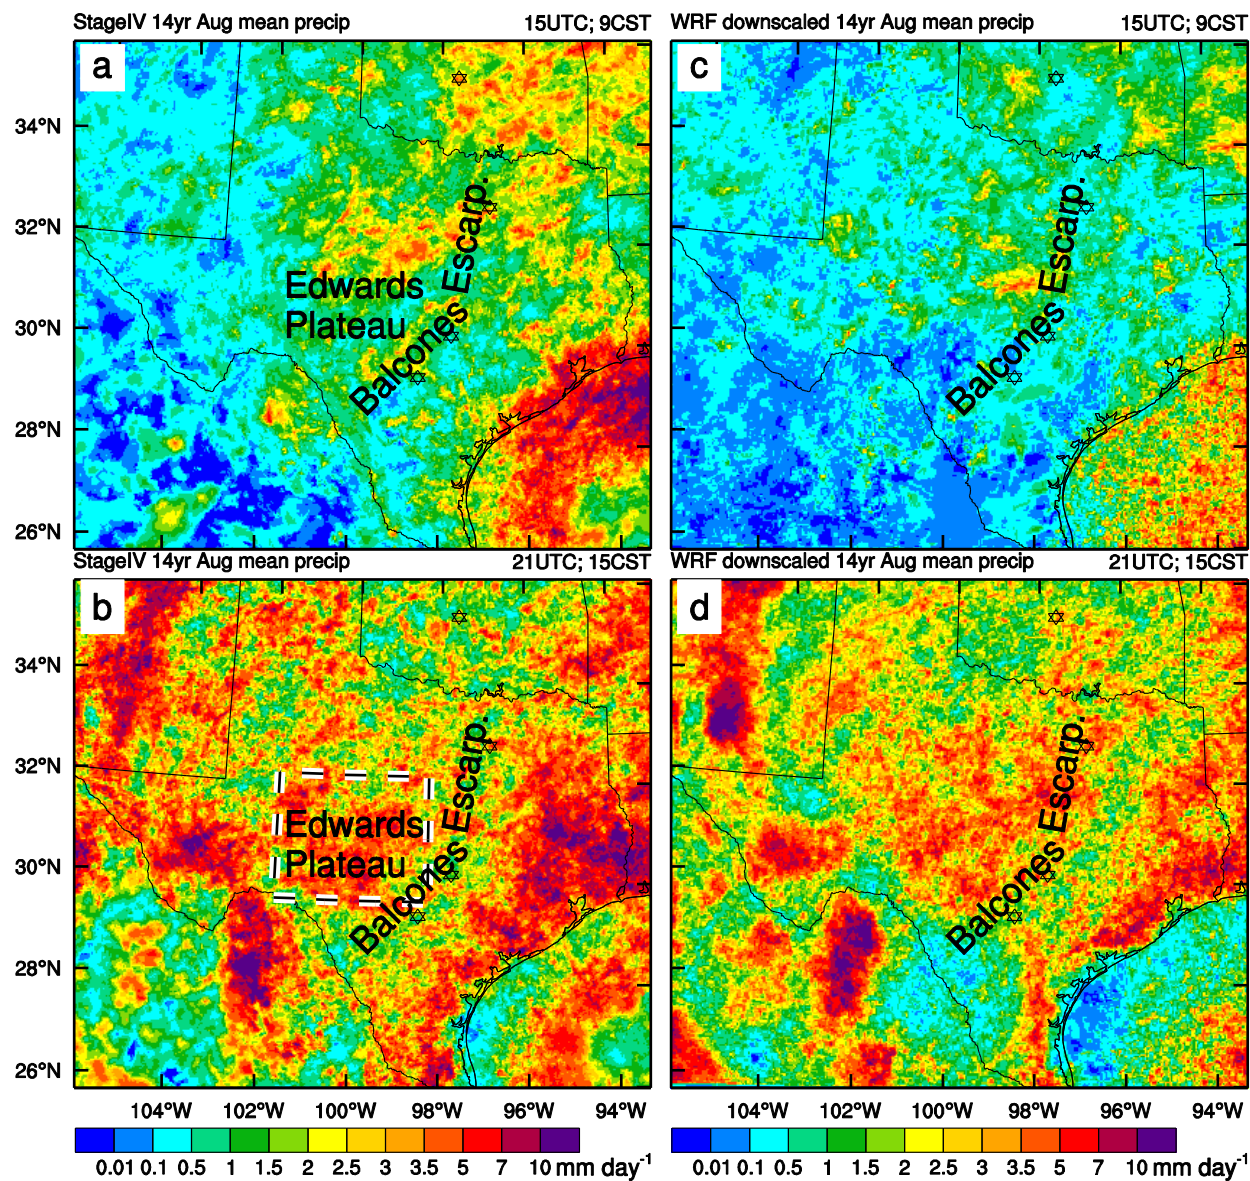 StageIV 14yr Aug mean precip 15UTC; 9CST
WRF downscaled 14yr Aug mean precip 15UTC; 9CST
a
c
34°N
32°N
30°N
28°N
26°N
Edwards
Plateau
Balcones Escarp.
Balcones Escarp.
StageIV 14yr Aug mean precip 21UTC; 15CST
WRF downscaled 14yr Aug mean precip 21UTC; 15CST
b
d
34°N
32°N
30°N
28°N
26°N
Edwards
Plateau
Balcones Escarp.
Balcones Escarp.
104°W 102°W 100°W 98°W 96°W 94°W
104°W 102°W 100°W 98°W 96°W 94°W
0.01 0.1 0.5 1 1.5 2 2.5 3 3.5 5 7 10 mm day⁻¹
0.01 0.1 0.5 1 1.5 2 2.5 3 3.5 5 7 10 mm day⁻¹